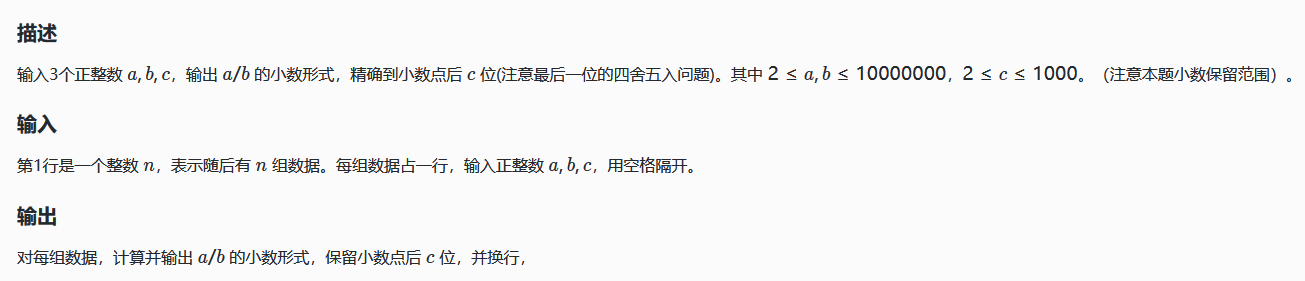 描述
输入3个正整数 a, b, c，输出 a/b 的小数形式，精确到小数点后 c 位(注意最后一位的四舍五入问题)。其中 2 ≤ a, b ≤ 10000000，2 ≤ c ≤ 1000。（注意本题小数保留范围）。
输入
第1行是一个整数 n，表示随后有 n 组数据。每组数据占一行，输入正整数 a, b, c，用空格隔开。
输出
对每组数据，计算并输出 a/b 的小数形式，保留小数点后 c 位，并换行，